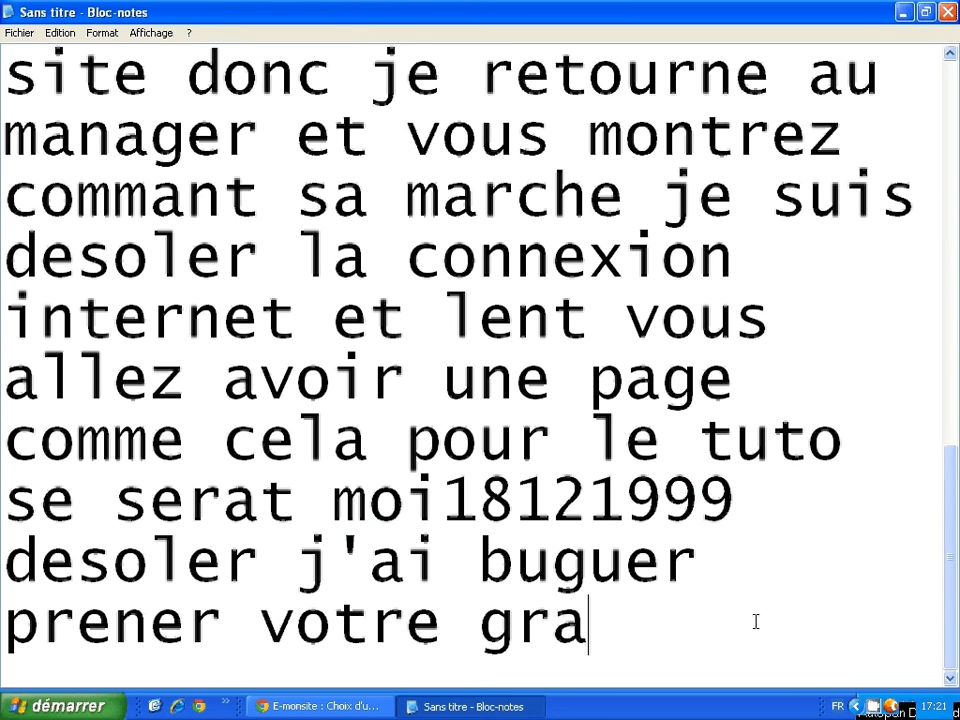 Sans titre - Bloc-notes
Fichier Edition Format Affichage ?
site donc je retourne au
manager et vous montrez
commant sa marche je suis
desoler la connexion
internet et lent vous
allez avoir une page
comme cela pour le tuto
se serat moi18121999
desoler j'ai buguer
prener votre gra
démarrer
E-monsite : Choix d'u...
Sans titre - Bloc-notes
FR
17:21